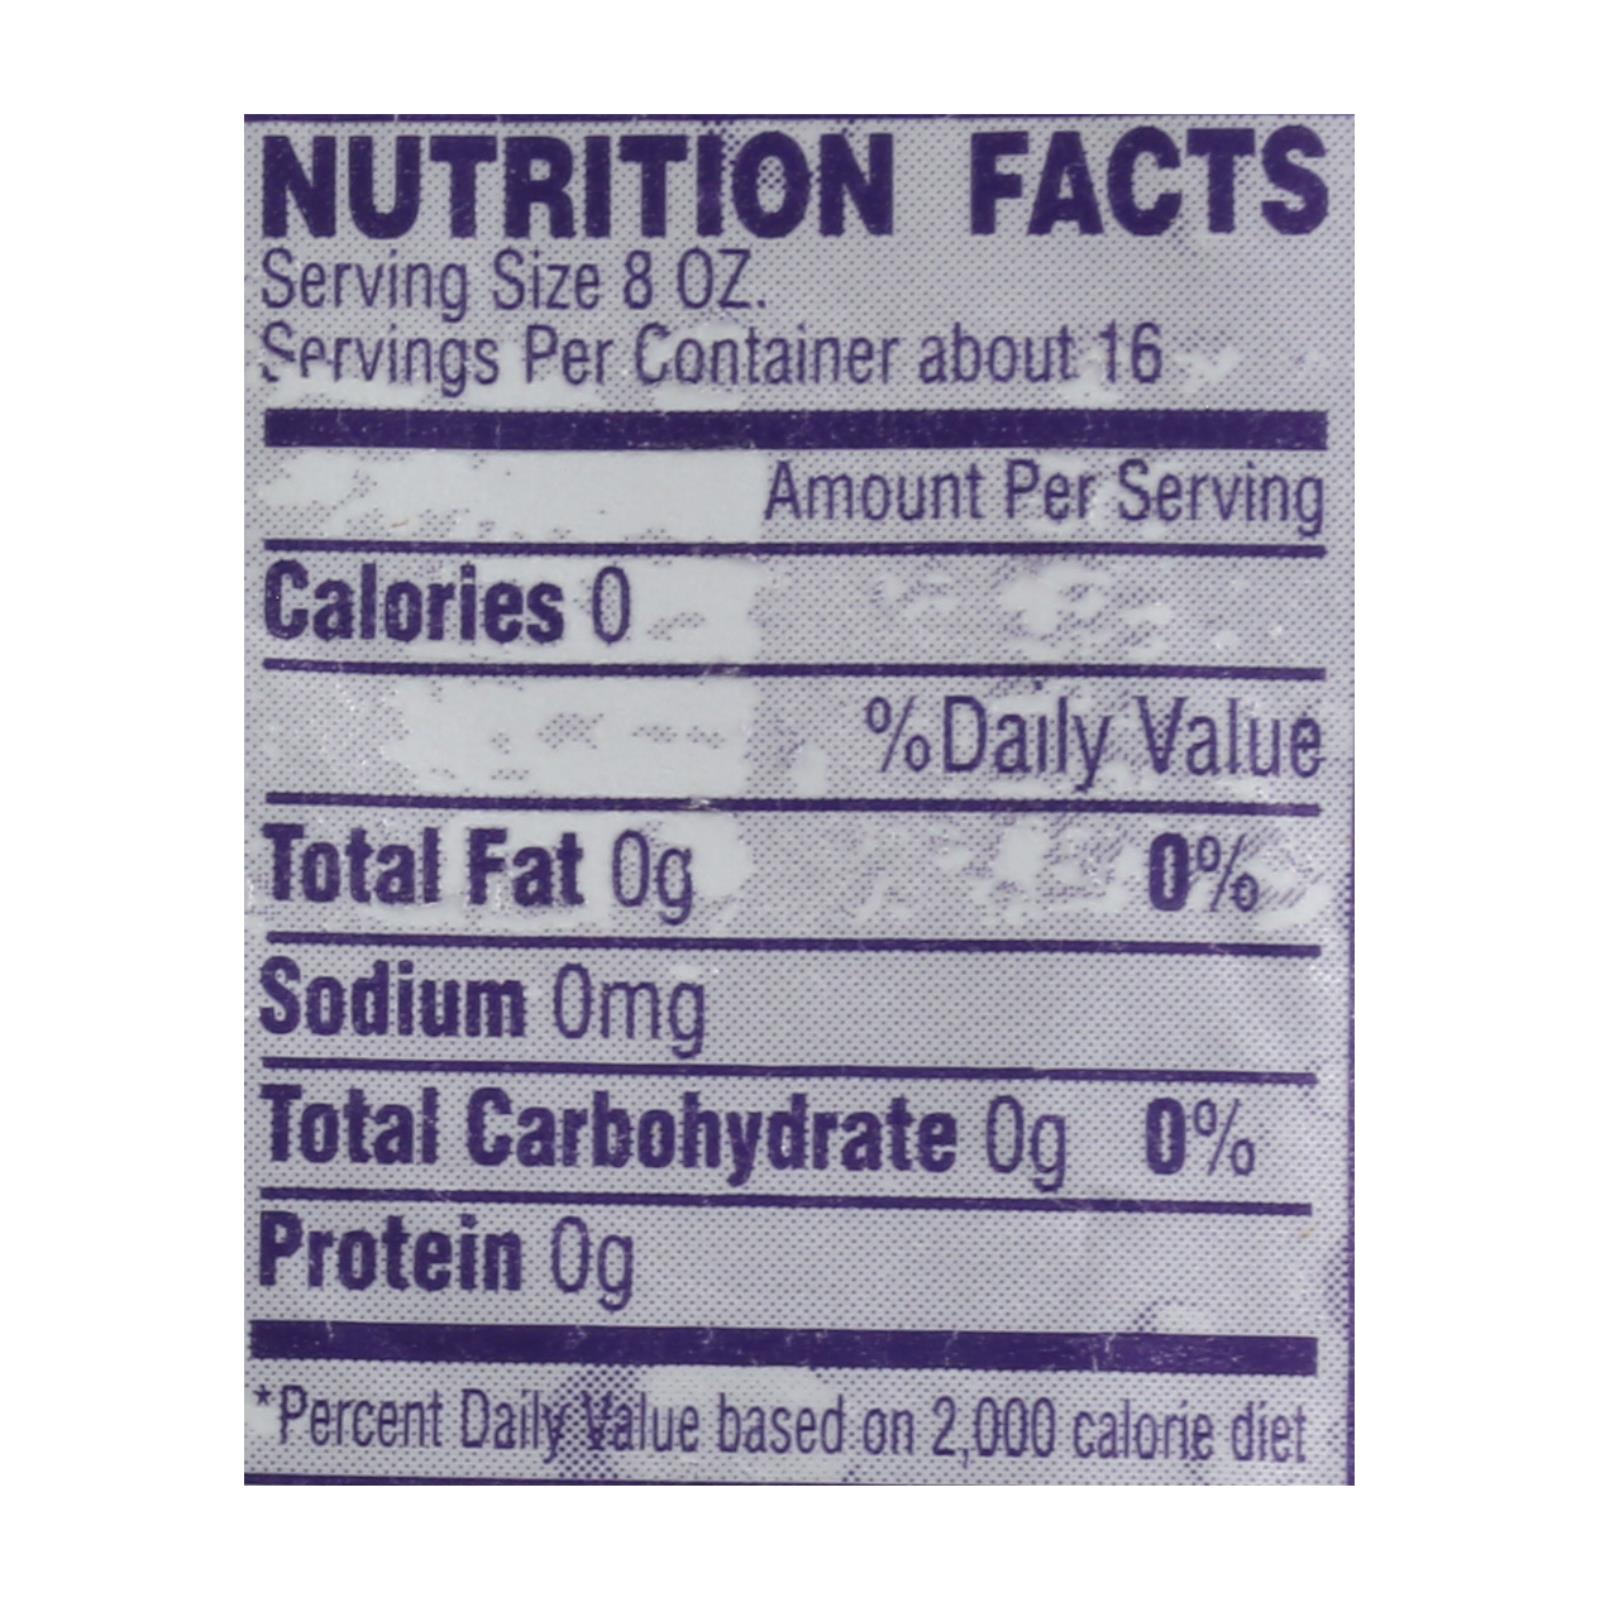 NUTRITION FACTS
Serving Size 8 OZ.
Servings Per Container about 16
Amount Per Serving
Calories 0
%Daily Value
Total Fat 0g 0%
Sodium 0mg
Total Carbohydrate 0g 0%
Protein 0g
*Percent Daily Value based on 2,000 calorie diet